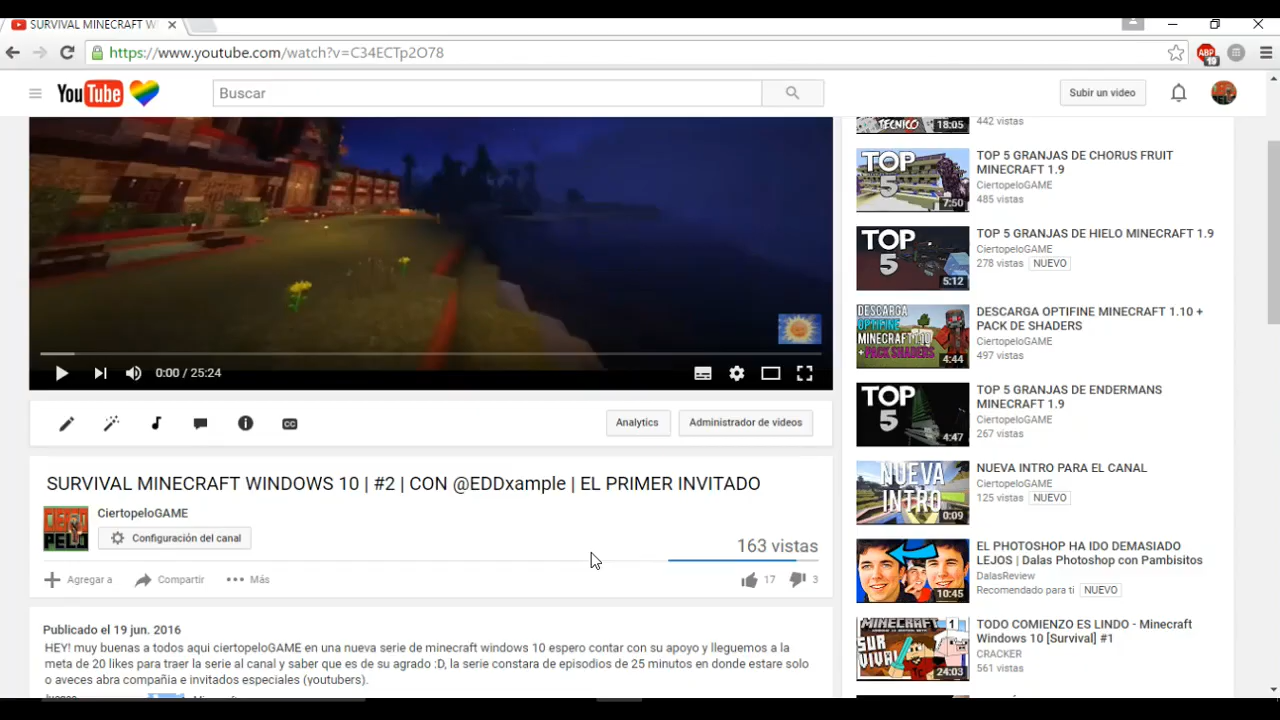 SURVIVAL MINECRAFT W
https://www.youtube.com/watch?v=C34ECTp2O78
ABP
19
YouTube
Buscar
Subir un video
0:00 / 25:24
Analytics
Administrador de videos
SURVIVAL MINECRAFT WINDOWS 10 | #2 | CON @EDDxample | EL PRIMER INVITADO
CiertopeloGAME
Configuración del canal
163 vistas
Agregar a
Compartir
Más
17
3
Publicado el 19 jun. 2016
HEY! muy buenas a todos aqui ciertopeloGAME en una nueva serie de minecraft windows 10 espero contar con su apoyo y lleguemos a la
meta de 20 likes para traer la serie al canal y saber que es de su agrado :D, la serie constara de episodios de 25 minutos en donde estare solo
o aveces abra compañia e invitados especiales (youtubers).
TECNICO
18:05
442 vistas
TOP
5
7:50
TOP 5 GRANJAS DE CHORUS FRUIT
MINECRAFT 1.9
CiertopeloGAME
485 vistas
TOP
5
5:12
TOP 5 GRANJAS DE HIELO MINECRAFT 1.9
CiertopeloGAME
278 vistas NUEVO
DESCARGA
OPTIFINE
MINECRAFT 1.10
+PACK SHADERS
4:44
DESCARGA OPTIFINE MINECRAFT 1.10 +
PACK DE SHADERS
CiertopeloGAME
497 vistas
TOP
5
4:47
TOP 5 GRANJAS DE ENDERMANS
MINECRAFT 1.9
CiertopeloGAME
267 vistas
NUEVA
INTRO
0:09
NUEVA INTRO PARA EL CANAL
CiertopeloGAME
125 vistas NUEVO
10:45
EL PHOTOSHOP HA IDO DEMASIADO
LEJOS | Dalas Photoshop con Pambisitos
DalasReview
Recomendado para ti NUEVO
MINECRAFT
1
SUR
VIVAL
24:03
TODO COMIENZO ES LINDO - Minecraft
Windows 10 [Survival] #1
CRACKER
561 vistas